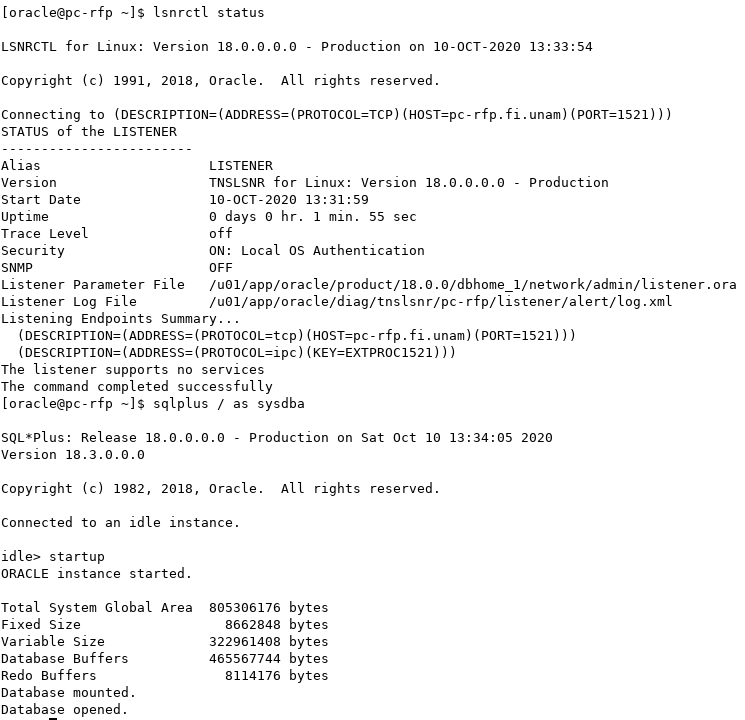 [oracle@pc-rfp ~]$ lsnrctl status
LSNRCTL for Linux: Version 18.0.0.0.0 - Production on 10-OCT-2020 13:33:54
Copyright (c) 1991, 2018, Oracle.  All rights reserved.
Connecting to (DESCRIPTION=(ADDRESS=(PROTOCOL=TCP)(HOST=pc-rfp.fi.unam)(PORT=1521)))
STATUS of the LISTENER
------------------------
Alias                     LISTENER
Version                   TNSLSNR for Linux: Version 18.0.0.0.0 - Production
Start Date                10-OCT-2020 13:31:59
Uptime                    0 days 0 hr. 1 min. 55 sec
Trace Level               off
Security                  ON: Local OS Authentication
SNMP                      OFF
Listener Parameter File   /u01/app/oracle/product/18.0.0/dbhome_1/network/admin/listener.ora
Listener Log File         /u01/app/oracle/diag/tnslsnr/pc-rfp/listener/alert/log.xml
Listening Endpoints Summary...
  (DESCRIPTION=(ADDRESS=(PROTOCOL=tcp)(HOST=pc-rfp.fi.unam)(PORT=1521)))
  (DESCRIPTION=(ADDRESS=(PROTOCOL=ipc)(KEY=EXTPROC1521)))
The listener supports no services
The command completed successfully
[oracle@pc-rfp ~]$ sqlplus / as sysdba
SQL*Plus: Release 18.0.0.0.0 - Production on Sat Oct 10 13:34:05 2020
Version 18.3.0.0.0
Copyright (c) 1982, 2018, Oracle.  All rights reserved.
Connected to an idle instance.
idle> startup
ORACLE instance started.
Total System Global Area  805306176 bytes
Fixed Size                  8662848 bytes
Variable Size             322961408 bytes
Database Buffers          465567744 bytes
Redo Buffers                8114176 bytes
Database mounted.
Database opened.